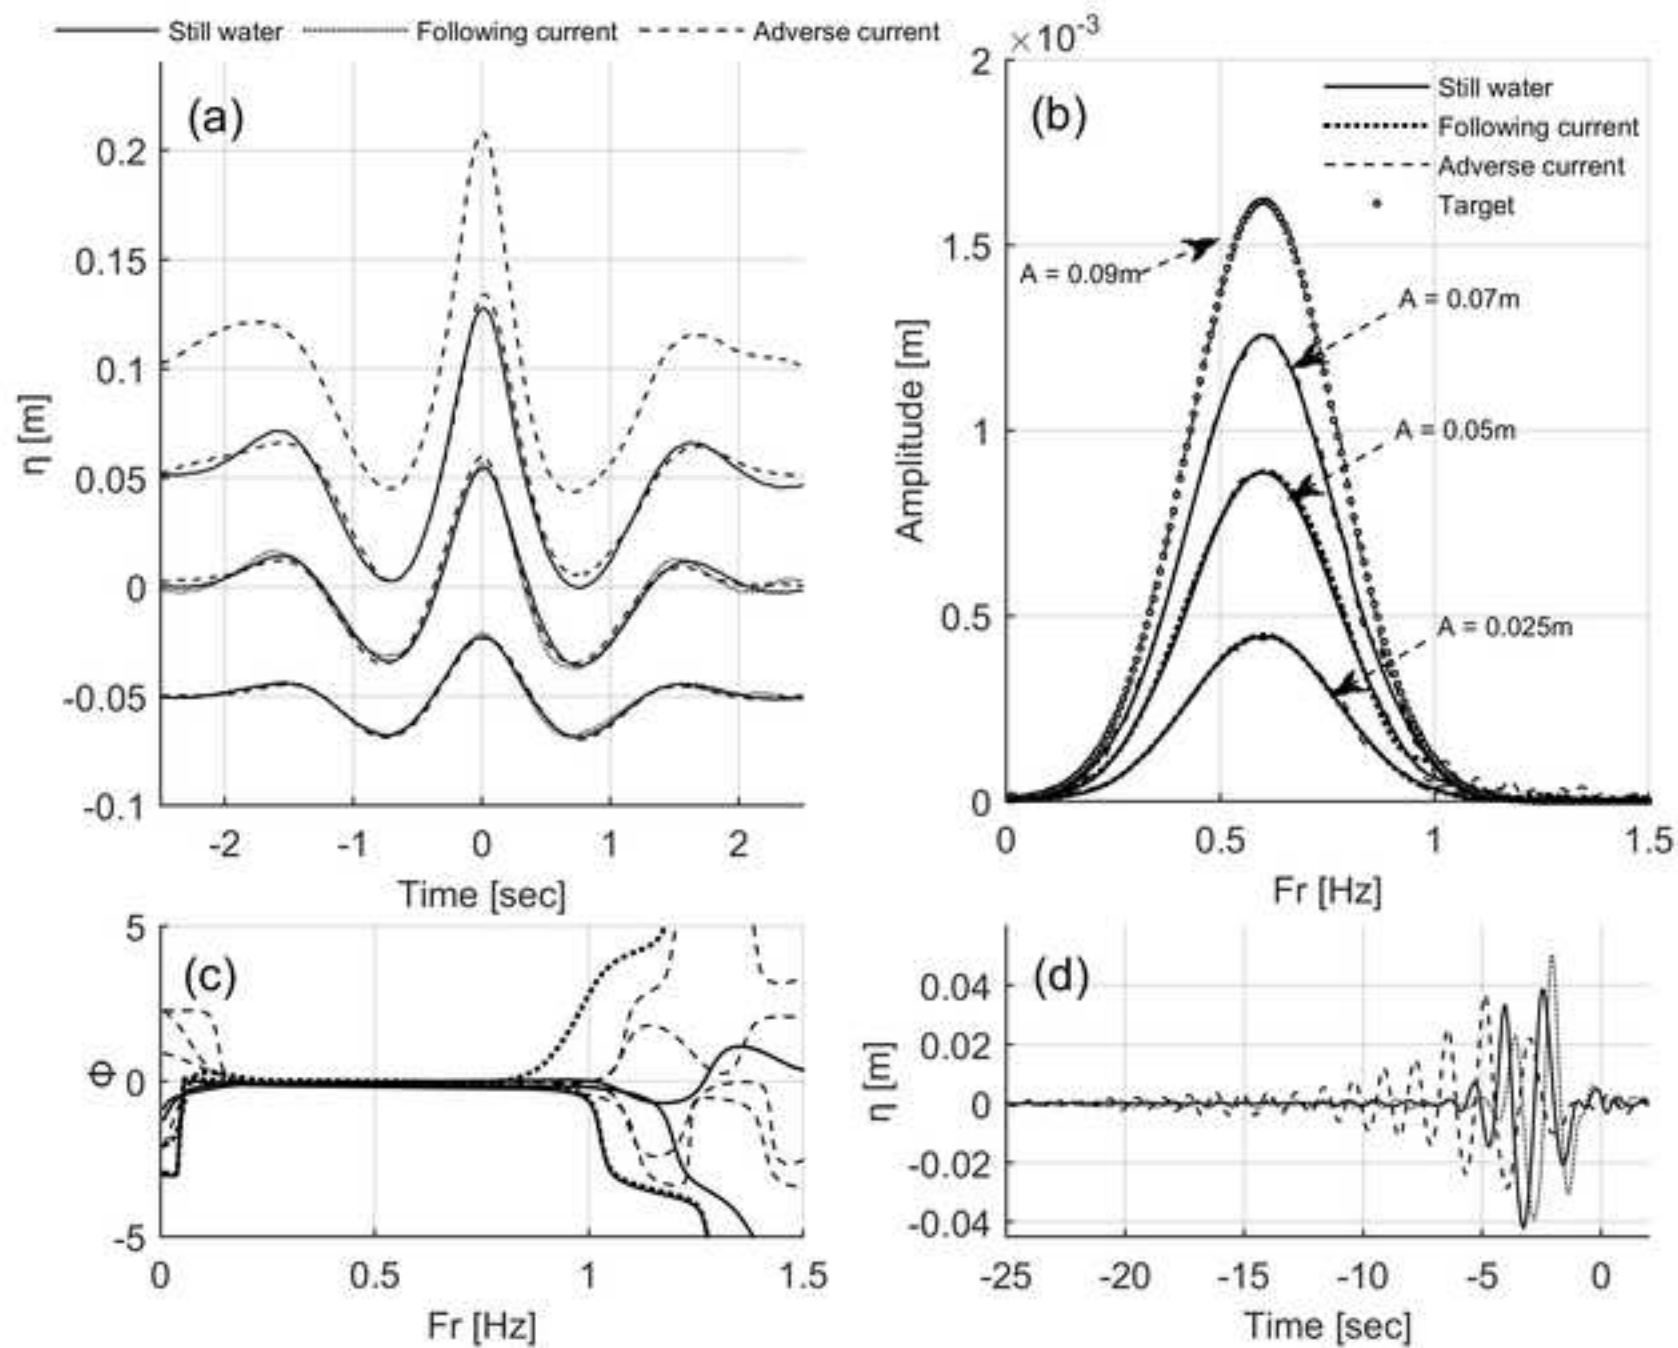 Still water Following current Adverse current
(a)
0.2
0.15
0.1
0.05
0
-0.05
-0.1
η [m]
-2 -1 0 1 2
Time [sec]
×10-3
(b)
Still water
Following current
Adverse current
Target
A = 0.09m
A = 0.07m
A = 0.05m
A = 0.025m
2
1.5
1
0.5
0
Amplitude [m]
0 0.5 1 1.5
Fr [Hz]
(c)
5
0
-5
Φ
0 0.5 1 1.5
Fr [Hz]
(d)
0.04
0.02
0
-0.02
-0.04
η [m]
-25 -20 -15 -10 -5 0
Time [sec]